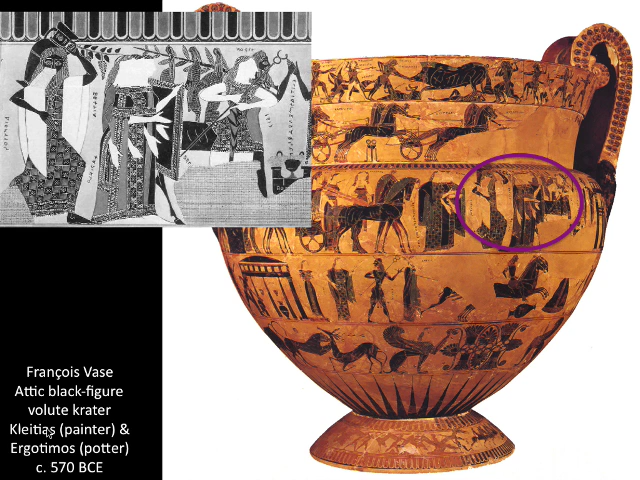 François Vase
Attic black-figure
volute krater
Kleitias (painter) &
Ergotimos (potter)
c. 570 BCE